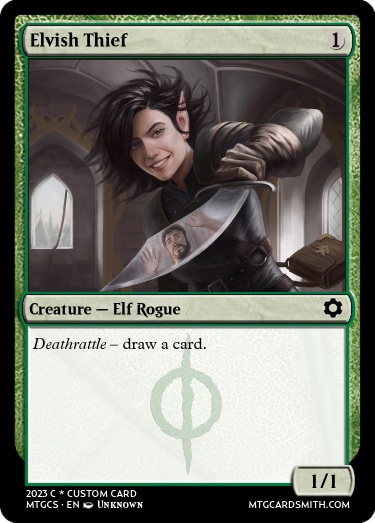 Elvish Thief 1
Creature — Elf Rogue
Deathrattle – draw a card.
1/1
2023 C * CUSTOM CARD
MTGCS · EN UNKNOWN MTGCARDSMITH.COM